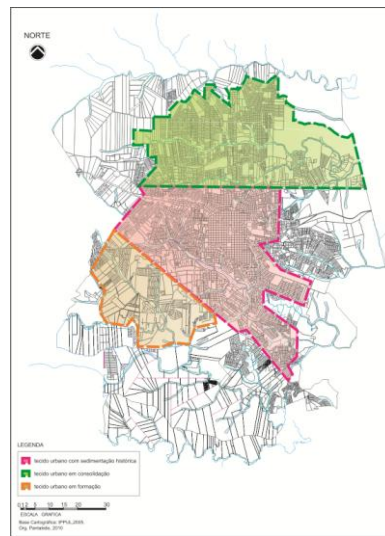 NORTE
LEGENDA
tecido urbano com sedimentação histórica
tecido urbano em consolidação
tecido urbano em formação
ESCALA GRAFICA
Base Cartográfica: IPPUL,2005.